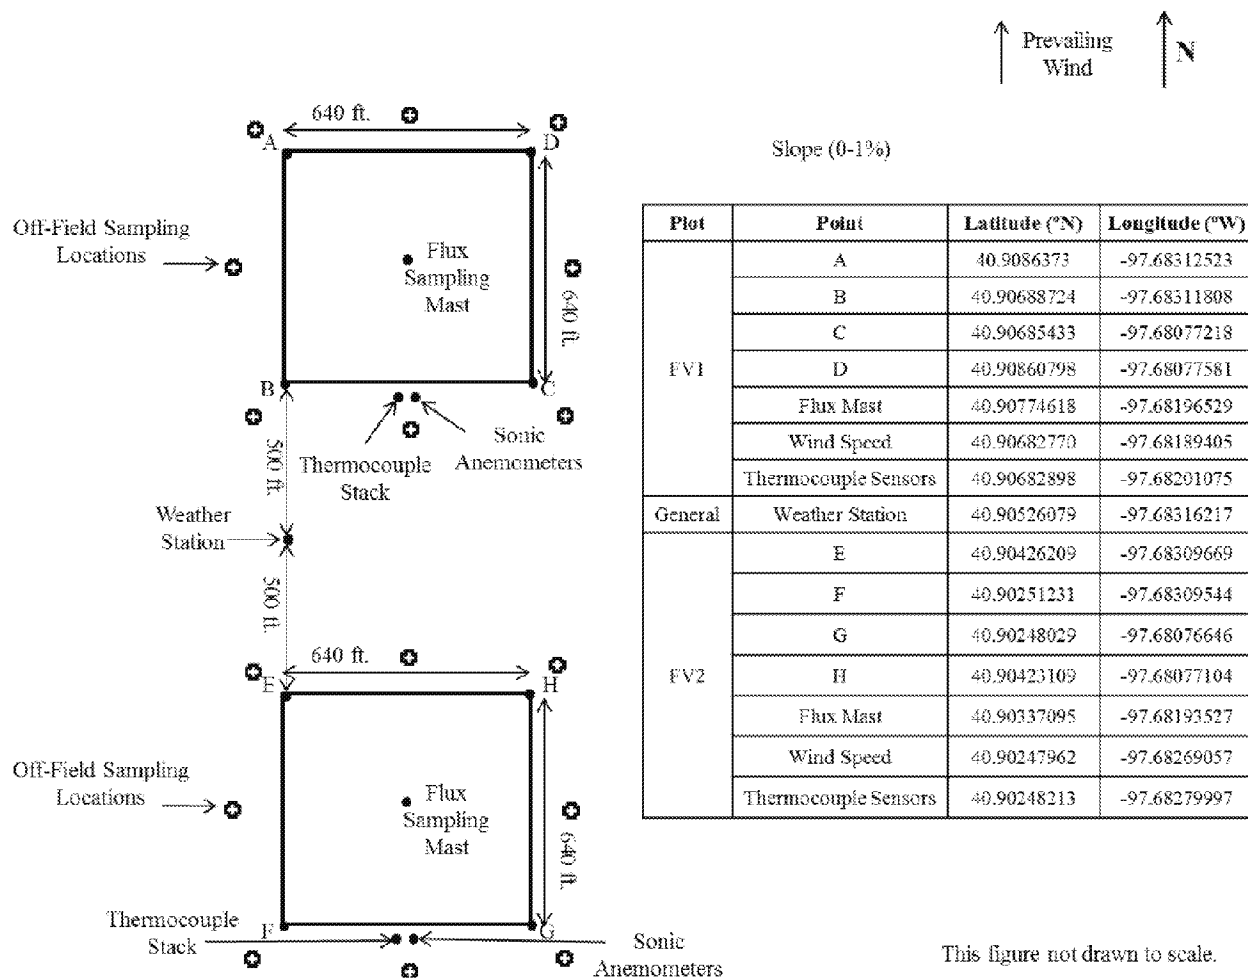 Prevailing
Wind
N
640 ft.
A
D
Slope (0-1%)
Off-Field Sampling
Locations
Flux
Sampling
Mast
640 ft.
B
C
Thermocouple
Stack
Sonic
Anemometers
500 ft.
Weather
Station
500 ft.
640 ft.
E
H
Off-Field Sampling
Locations
Flux
Sampling
Mast
640 ft.
F
G
Thermocouple
Stack
Sonic
Anemometers
Plot Point Latitude (°N) Longitude (°W)
FV1
A 40.9086373 -97.68312523
B 40.90688724 -97.68311808
C 40.90685433 -97.68077218
D 40.90860798 -97.68077581
Flux Mast 40.90774618 -97.68196529
Wind Speed 40.90682770 -97.68189405
Thermocouple Sensors 40.90682898 -97.68201075
General Weather Station 40.90526079 -97.68316217
FV2
E 40.90426209 -97.68309669
F 40.90251231 -97.68309544
G 40.90248029 -97.68076646
H 40.90423109 -97.68077104
Flux Mast 40.90337095 -97.68193527
Wind Speed 40.90247962 -97.68269057
Thermocouple Sensors 40.90248213 -97.68279997
This figure not drawn to scale.